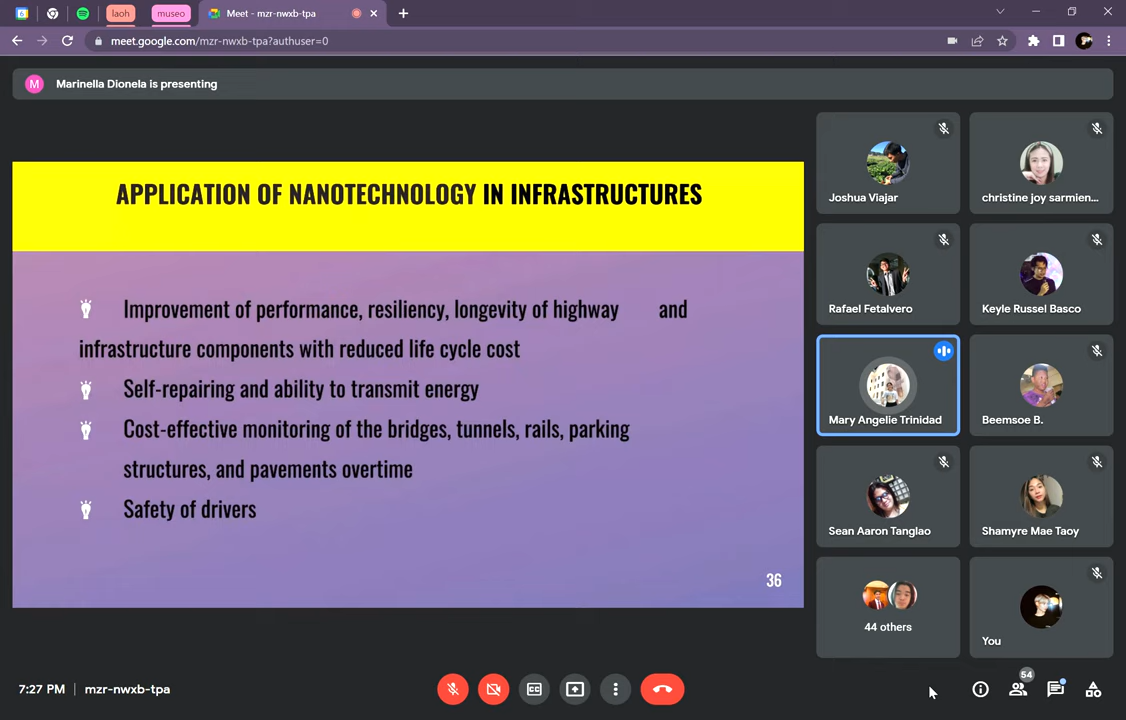 laoh
museo
Meet - mzr-nwxb-tpa
meet.google.com/mzr-nwxb-tpa?authuser=0
M
Marinella Dionela is presenting
APPLICATION OF NANOTECHNOLOGY IN INFRASTRUCTURES
Improvement of performance, resiliency, longevity of highway and
infrastructure components with reduced life cycle cost
Self-repairing and ability to transmit energy
Cost-effective monitoring of the bridges, tunnels, rails, parking
structures, and pavements overtime
Safety of drivers
36
Joshua Viajar
christine joy sarmien...
Rafael Fetalvero
Keyle Russel Basco
Mary Angelie Trinidad
Beemsoe B.
Sean Aaron Tanglao
Shamyre Mae Taoy
44 others
You
7:27 PM
mzr-nwxb-tpa
CC
54